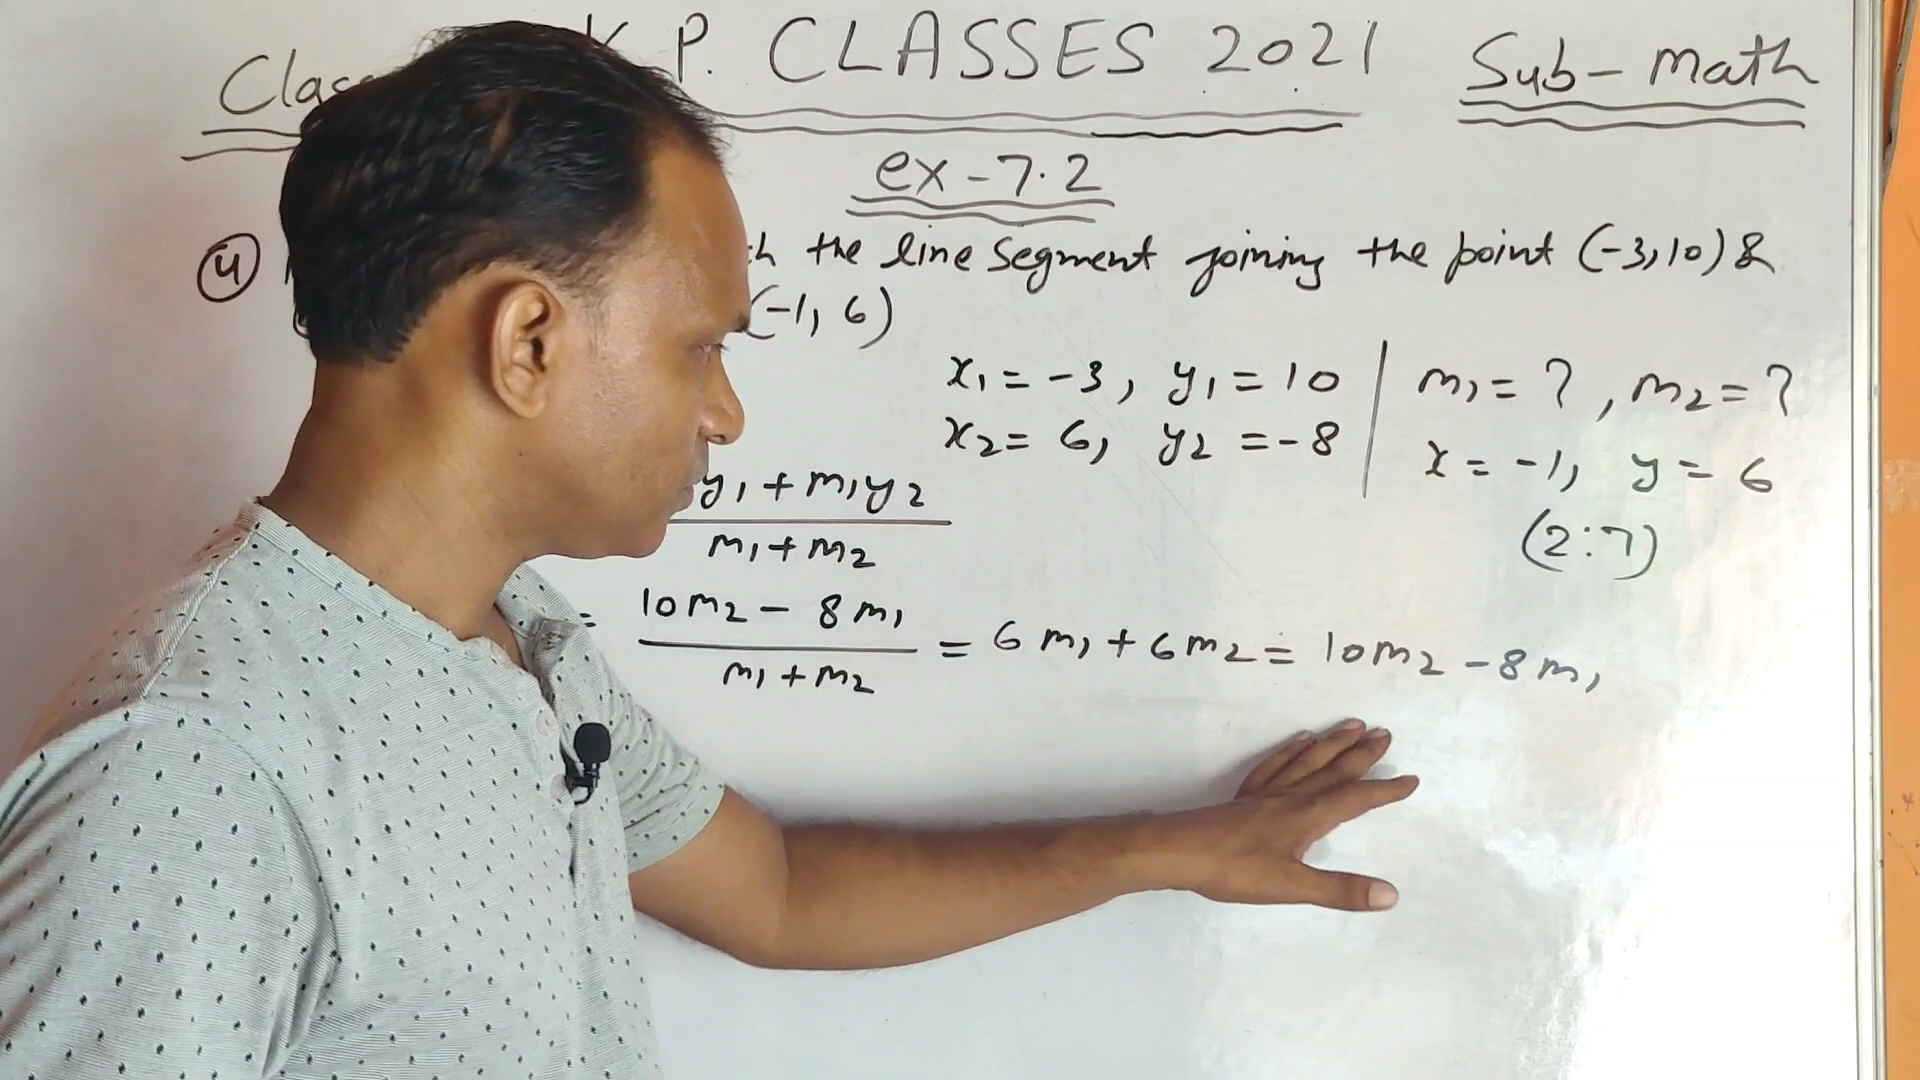 P. CLASSES 2021
Sub-Math
ex-7.2
(4) the line segment joining the point (-3,10) &
(-1, 6)
x₁ = -3, y₁ = 10 | m₁ = ?, m₂ = ?
x₂ = 6, y₂ = -8 | x = -1, y = 6
(2:7)
y₁ + m₁y₂
m₁ + m₂
= 10m₂ - 8m₁ = 6m₁ + 6m₂ = 10m₂ - 8m₁
m₁ + m₂